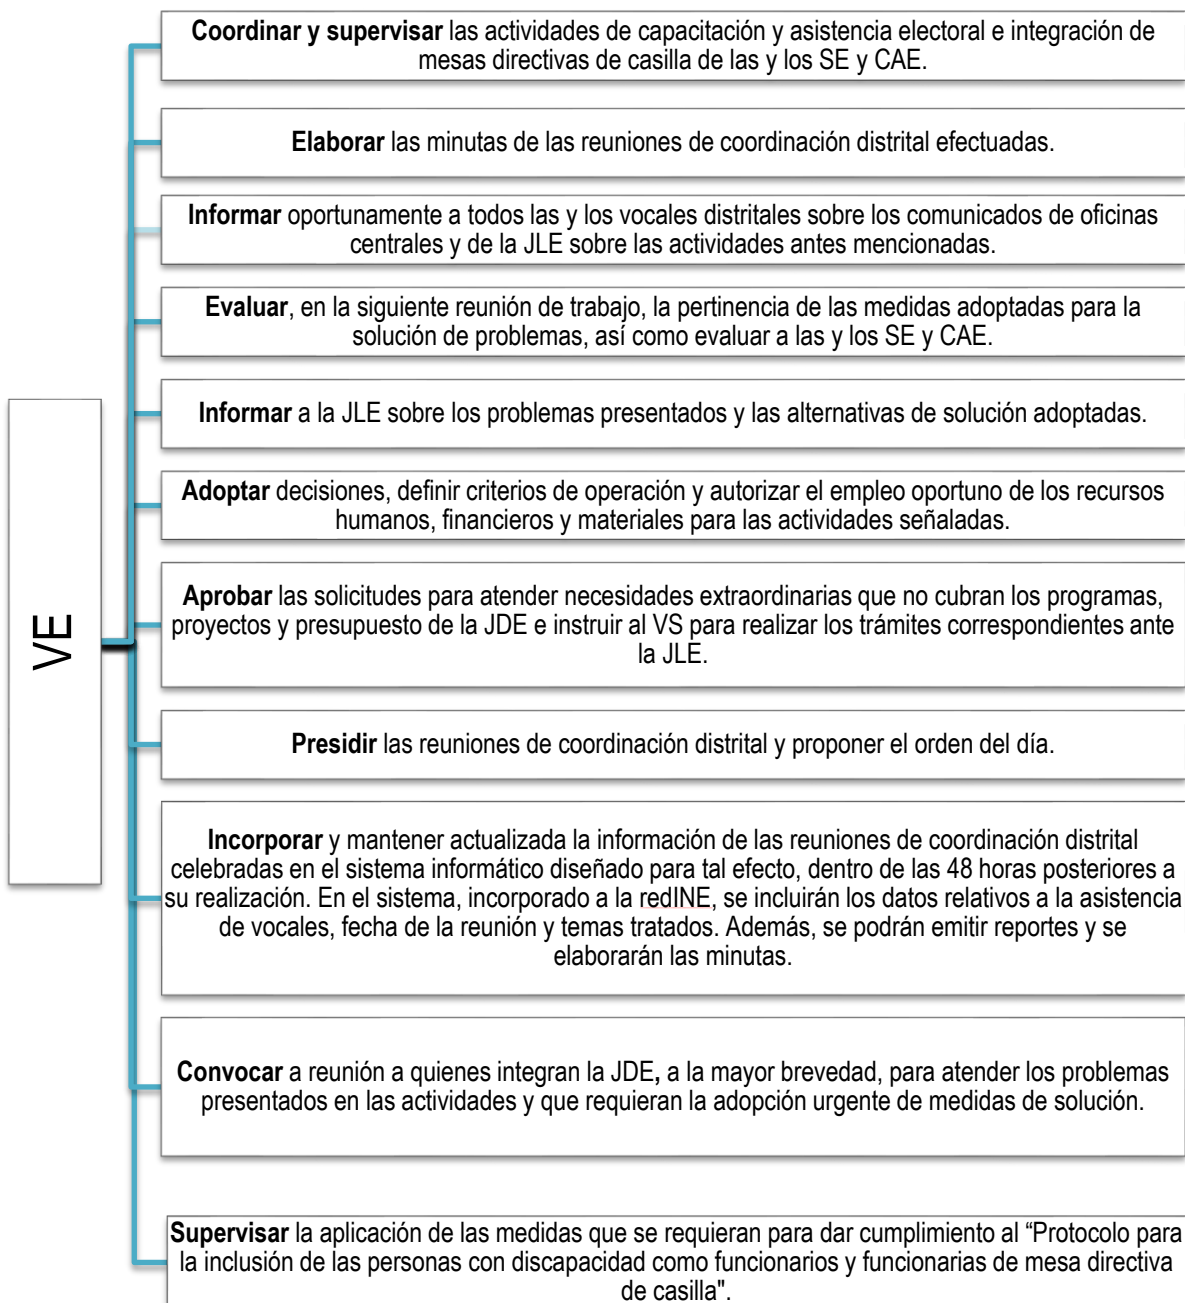 Coordinar y supervisar las actividades de capacitación y asistencia electoral e integración de
mesas directivas de casilla de las y los SE y CAE.
Elaborar las minutas de las reuniones de coordinación distrital efectuadas.
Informar oportunamente a todos las y los vocales distritales sobre los comunicados de oficinas
centrales y de la JLE sobre las actividades antes mencionadas.
Evaluar, en la siguiente reunión de trabajo, la pertinencia de las medidas adoptadas para la
solución de problemas, así como evaluar a las y los SE y CAE.
Informar a la JLE sobre los problemas presentados y las alternativas de solución adoptadas.
Adoptar decisiones, definir criterios de operación y autorizar el empleo oportuno de los recursos
humanos, financieros y materiales para las actividades señaladas.
VE
Aprobar las solicitudes para atender necesidades extraordinarias que no cubran los programas,
proyectos y presupuesto de la JDE e instruir al VS para realizar los trámites correspondientes ante
la JLE.
Presidir las reuniones de coordinación distrital y proponer el orden del día.
Incorporar y mantener actualizada la información de las reuniones de coordinación distrital
celebradas en el sistema informático diseñado para tal efecto, dentro de las 48 horas posteriores a
su realización. En el sistema, incorporado a la redINE, se incluirán los datos relativos a la asistencia
de vocales, fecha de la reunión y temas tratados. Además, se podrán emitir reportes y se
elaborarán las minutas.
Convocar a reunión a quienes integran la JDE, a la mayor brevedad, para atender los problemas
presentados en las actividades y que requieran la adopción urgente de medidas de solución.
Supervisar la aplicación de las medidas que se requieran para dar cumplimiento al “Protocolo para
la inclusión de las personas con discapacidad como funcionarios y funcionarias de mesa directiva
de casilla".